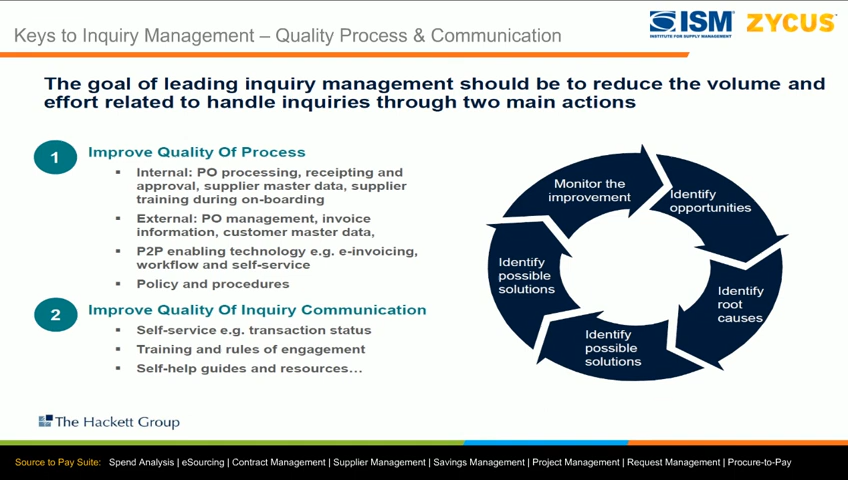 Keys to Inquiry Management – Quality Process & Communication
ISM
INSTITUTE FOR SUPPLY MANAGEMENT
ZYCUS
The goal of leading inquiry management should be to reduce the volume and
effort related to handle inquiries through two main actions
1
Improve Quality Of Process
▪ Internal: PO processing, receipting and
approval, supplier master data, supplier
training during on-boarding
▪ External: PO management, invoice
information, customer master data,
▪ P2P enabling technology e.g. e-invoicing,
workflow and self-service
▪ Policy and procedures
2
Improve Quality Of Inquiry Communication
▪ Self-service e.g. transaction status
▪ Training and rules of engagement
▪ Self-help guides and resources…
Monitor the
improvement
Identify
opportunities
Identify
root
causes
Identify
possible
solutions
Identify
possible
solutions
The Hackett Group
Source to Pay Suite: Spend Analysis | eSourcing | Contract Management | Supplier Management | Savings Management | Project Management | Request Management | Procure-to-Pay